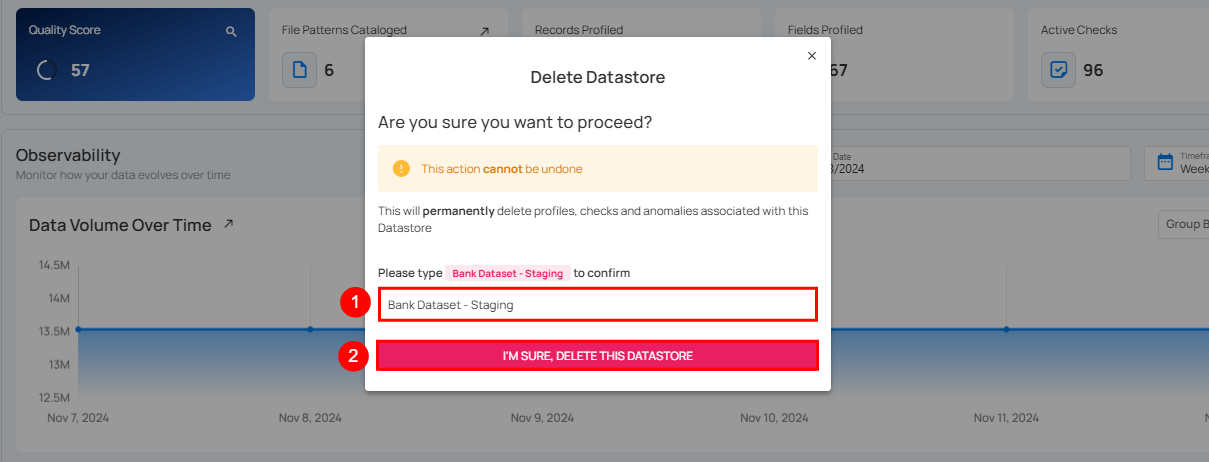 Quality Score
57
File Patterns Cataloged
6
Records Profiled
Fields Profiled
67
Active Checks
96
Delete Datastore
Are you sure you want to proceed?
This action cannot be undone
This will permanently delete profiles, checks and anomalies associated with this
Datastore
Please type Bank Dataset - Staging to confirm
1
Bank Dataset - Staging
2
I'M SURE, DELETE THIS DATASTORE
Observability
Monitor how your data evolves over time
Date
3/2024
Timefra
Week
Data Volume Over Time
Group B
14.5M
14M
13.5M
13M
12.5M
Nov 7, 2024
Nov 8, 2024
Nov 9, 2024
Nov 10, 2024
Nov 11, 2024